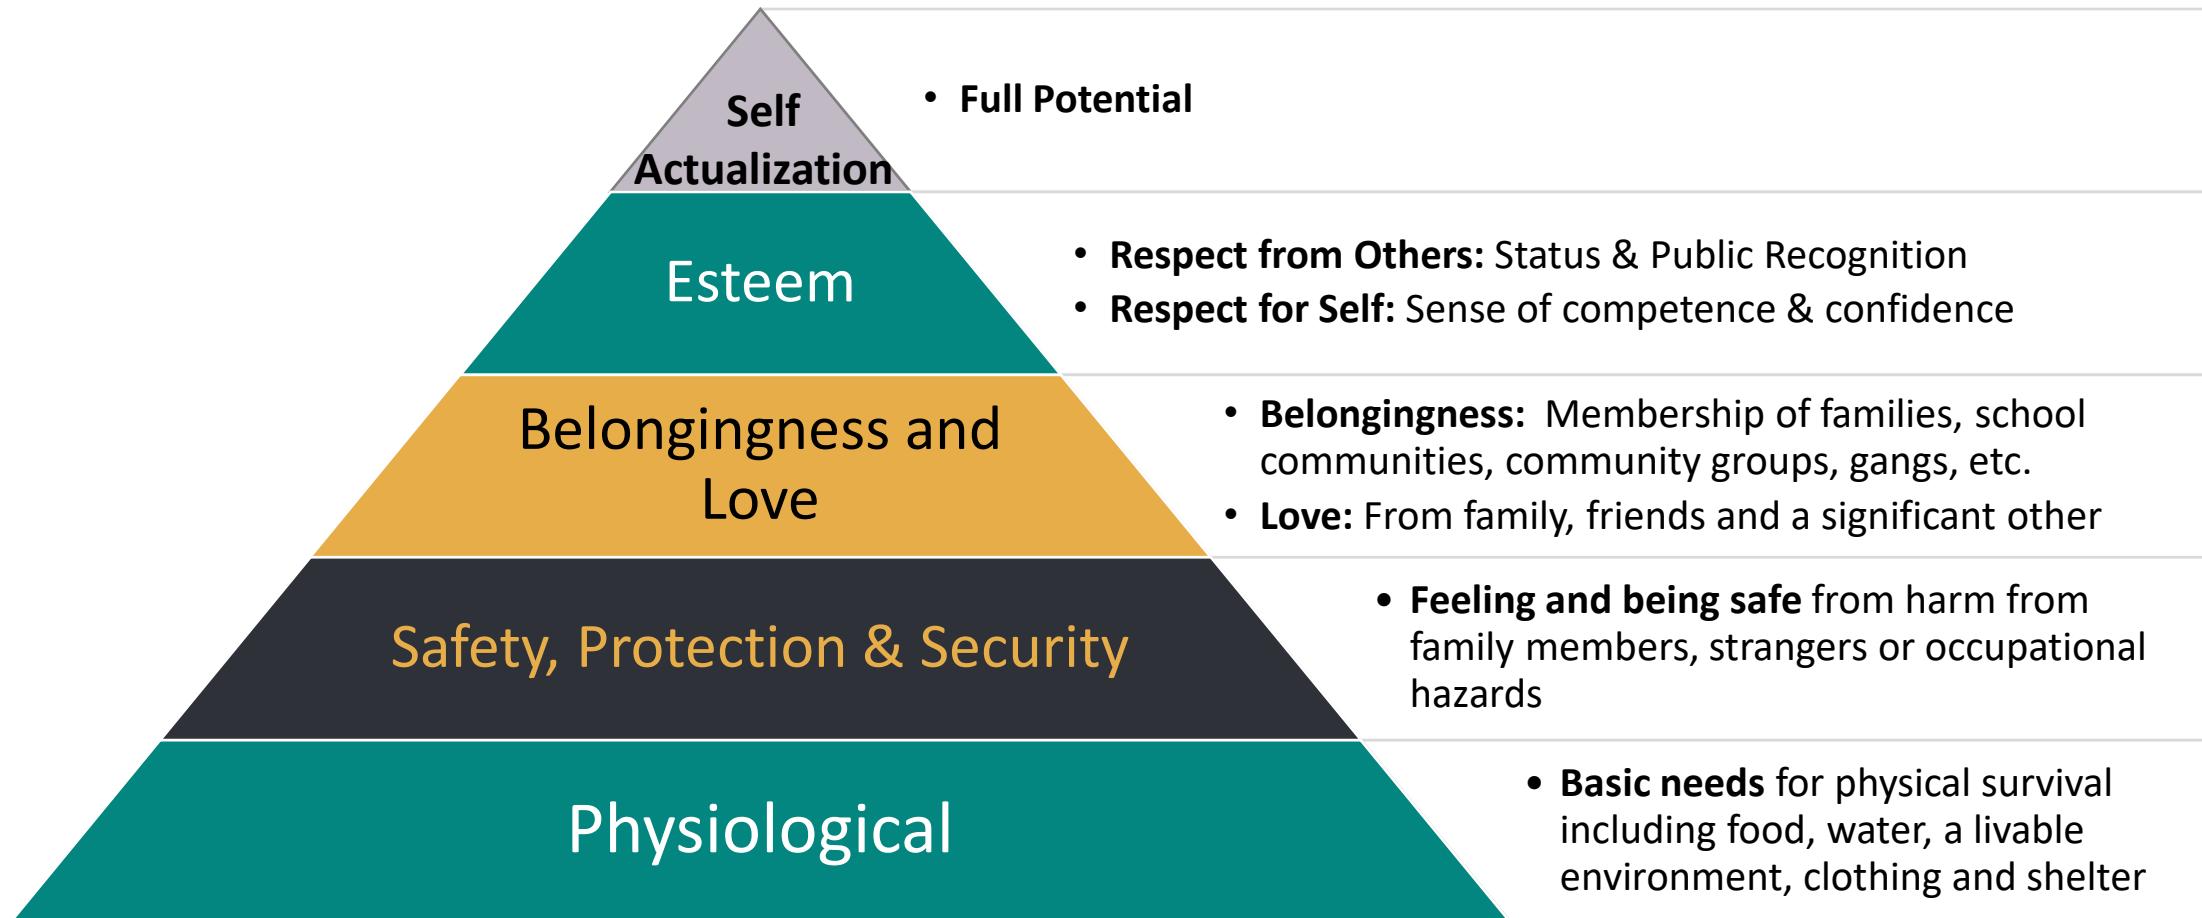 Self
Actualization
• Full Potential
Esteem
• Respect from Others: Status & Public Recognition
• Respect for Self: Sense of competence & confidence
Belongingness and
Love
• Belongingness:  Membership of families, school
communities, community groups, gangs, etc.
• Love: From family, friends and a significant other
Safety, Protection & Security
• Feeling and being safe from harm from
family members, strangers or occupational
hazards
Physiological
• Basic needs for physical survival
including food, water, a livable
environment, clothing and shelter